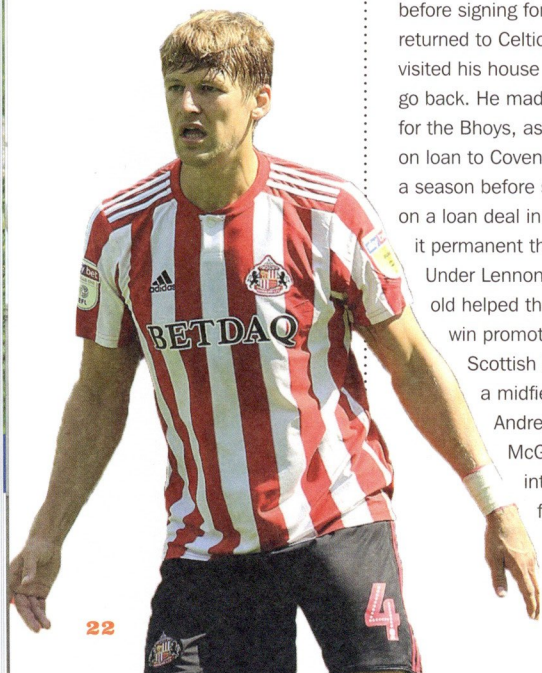 before signing for
returned to Celtic
visited his house
go back. He mad
for the Bhoys, as
on loan to Coven
a season before
on a loan deal in
it permanent th
Under Lennon
old helped th
win promot
Scottish
a midfie
Andre
McG
int
f
bet
EFL
adidas
BETDAQ
4
22